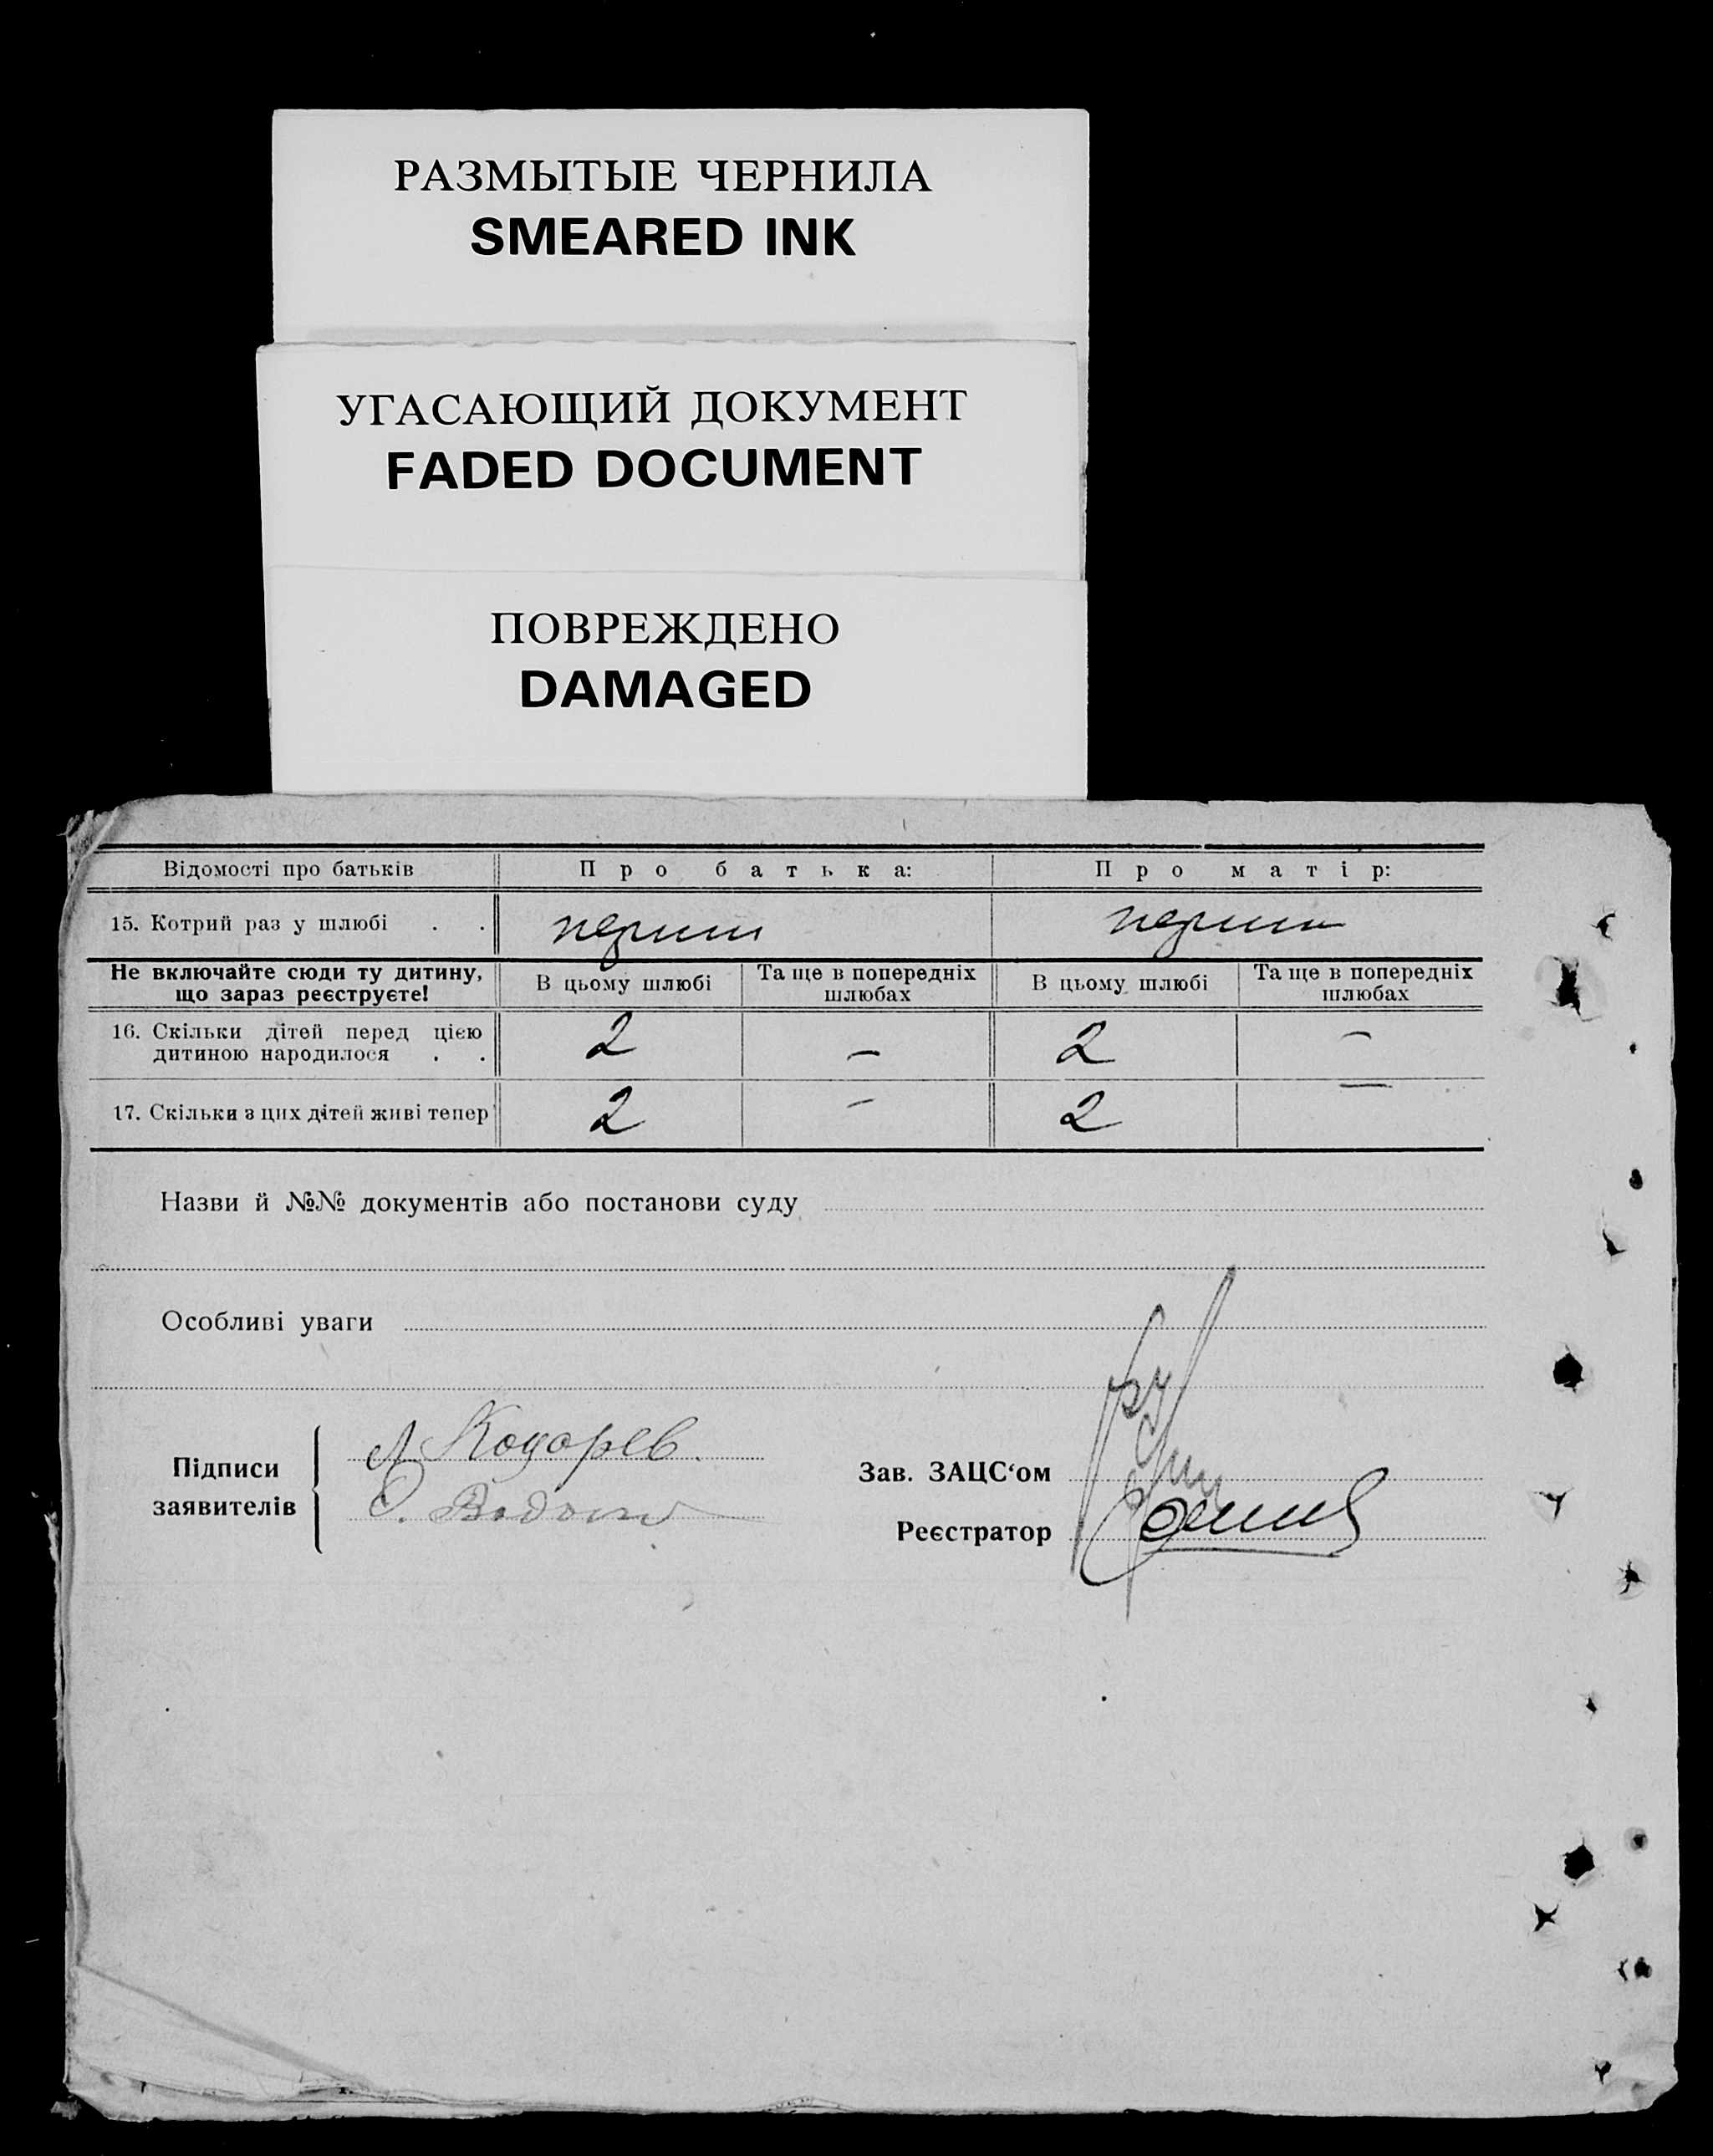 РАЗМЫТЫЕ ЧЕРНИЛА
SMEARED INK
УГАСАЮЩИЙ ДОКУМЕНТ
FADED DOCUMENT
ПОВРЕЖДЕНО
DAMAGED
Відомості про батьків Про батька: Про матір:
15. Котрий раз у шлюбі . . перший перший
Не включайте сюди ту дитину, що зараз реєструєте! В цьому шлюбі Та ще в попередніх шлюбах В цьому шлюбі Та ще в попередніх шлюбах
16. Скільки дітей перед цією дитиною народилося . . 2 — 2 —
17. Скільки з цих дітей живі тепер 2 — 2 —
Назви й №№ документів або постанови суду
Особливі уваги
Підписи заявителів
Коцарев
Зав. ЗАЦС‘ом
Реєстратор